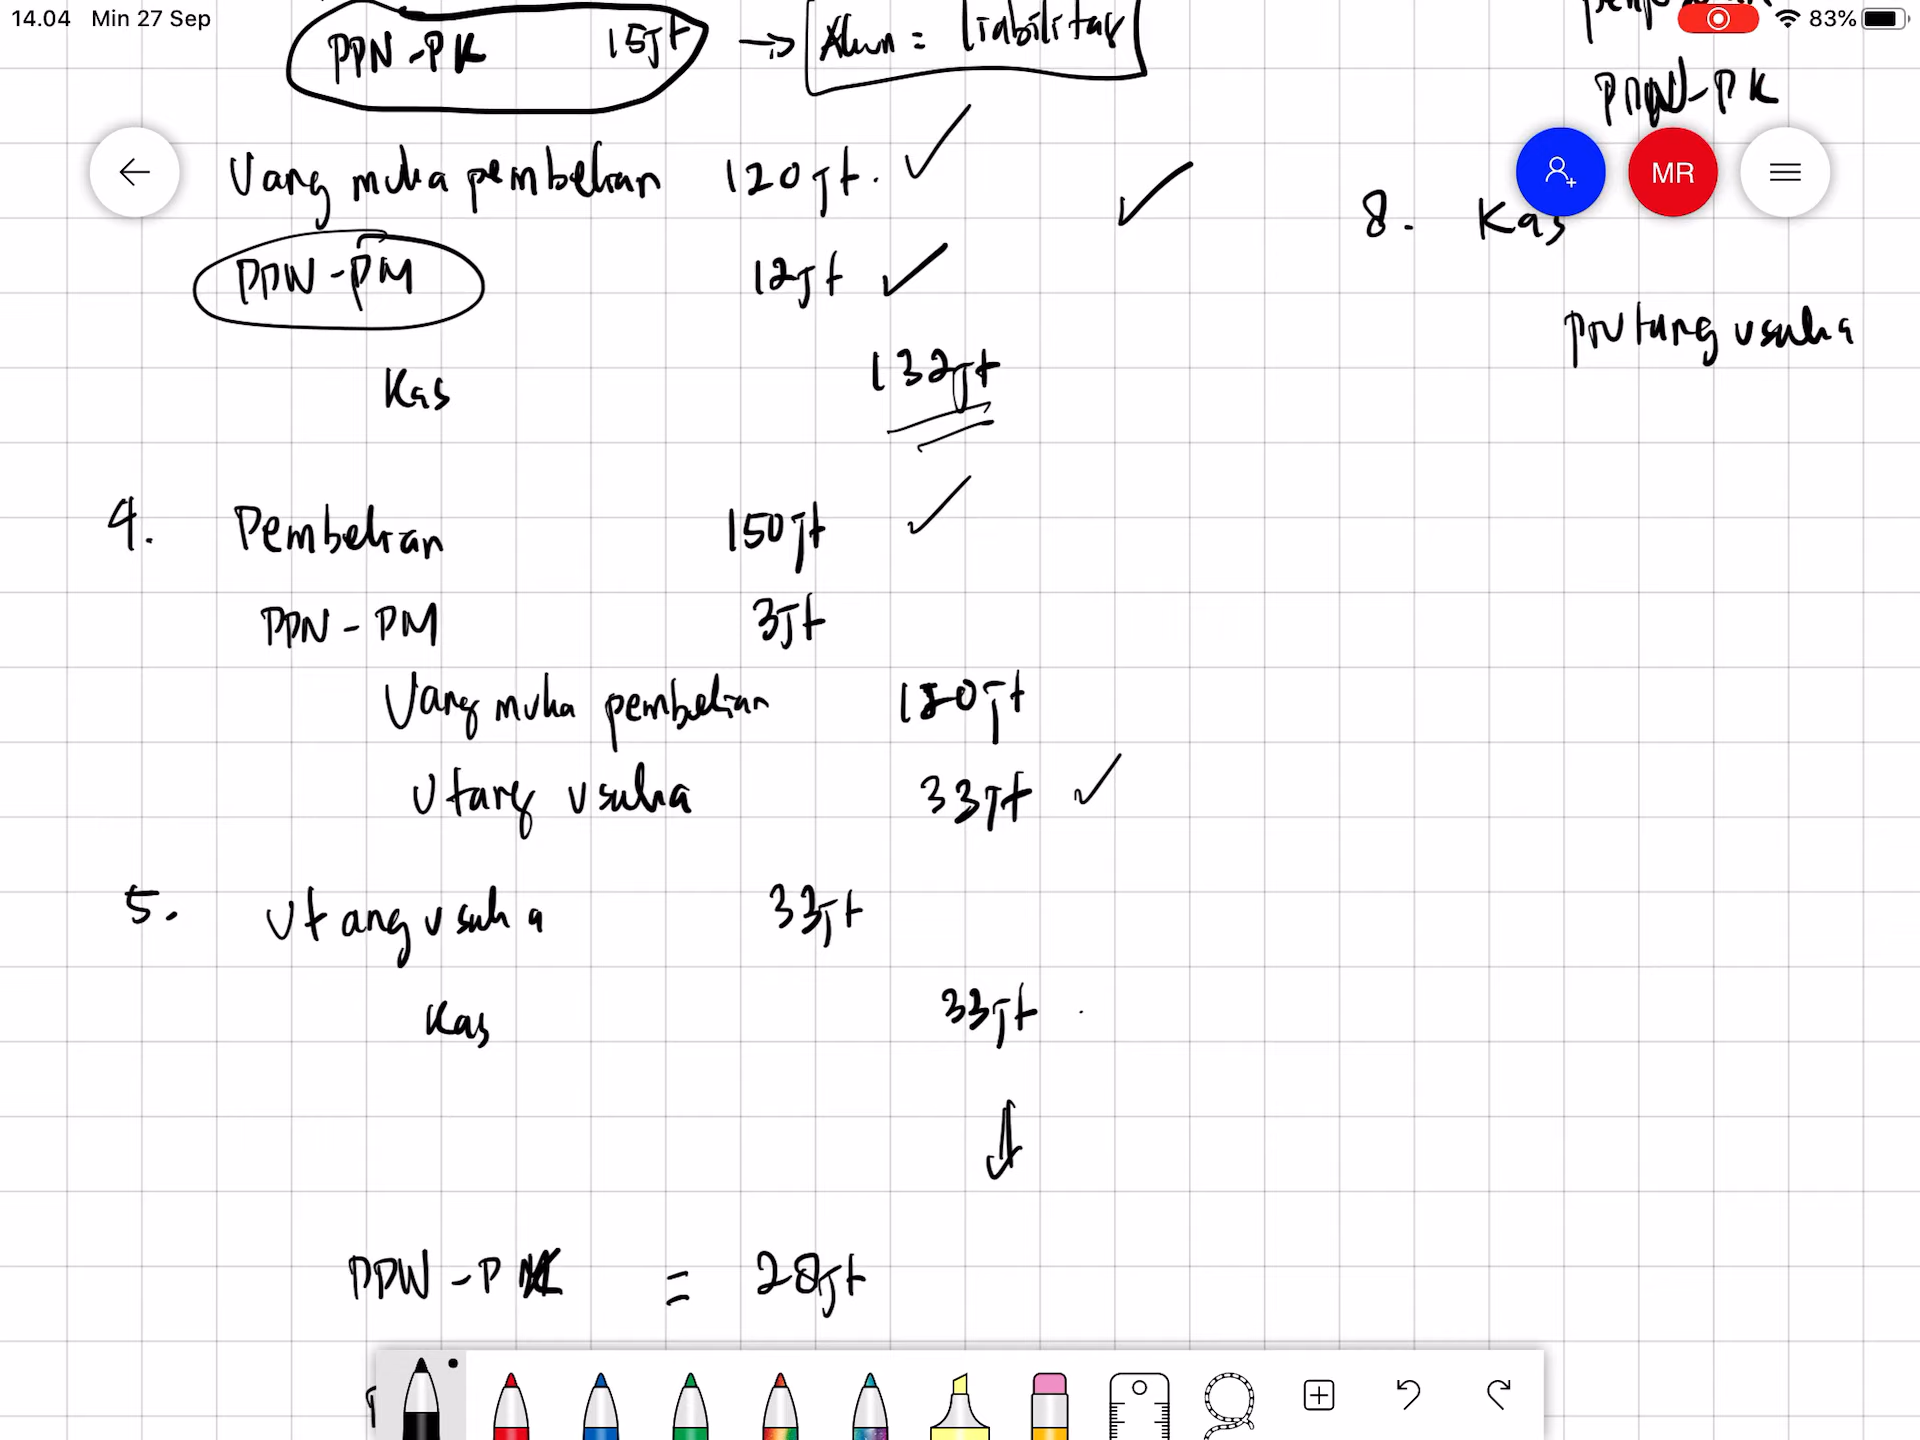 14.04 Min 27 Sep
83%
PPN-PK 15jt → Akun = liabilitas
PPN-PK
Uang muka pembelian 120jt.
MR
8. Kas
PPN-PM 12jt
piutang usaha
Kas 132jt
4. Pembelian 150jt
PPN-PM 3jt
Uang muka pembelian 120jt
Utang usaha 33jt
5. Utang usaha 33jt
Kas 33jt
PPN-PK = 28jt